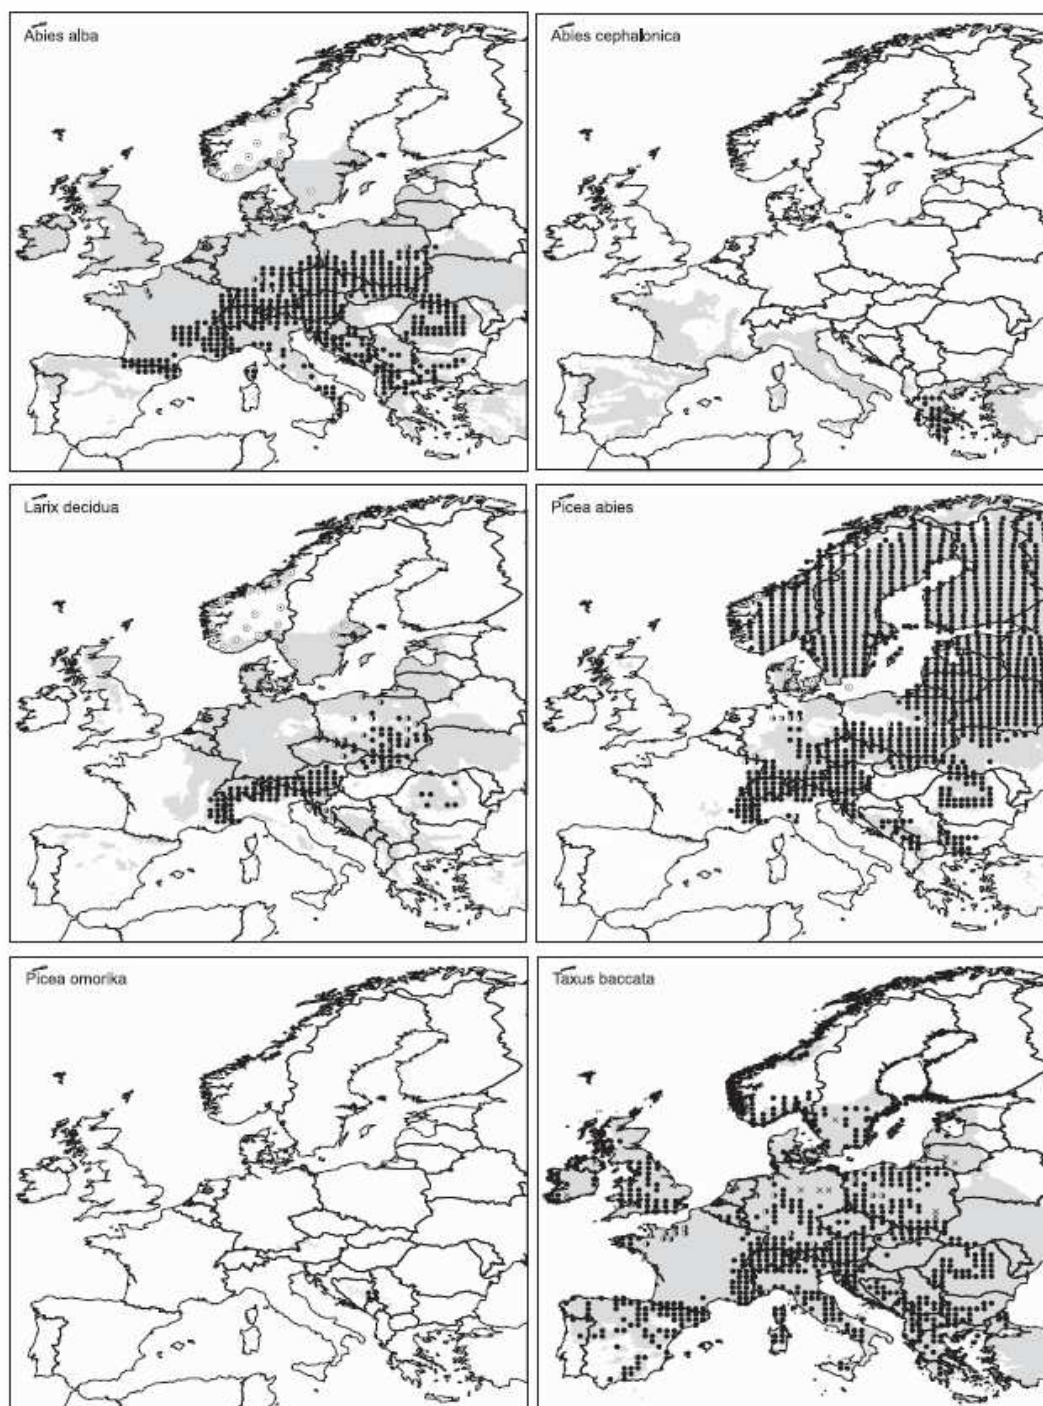 Abies alba
Abies cephalonica
Larix decidua
Picea abies
Picea omorika
Taxus baccata